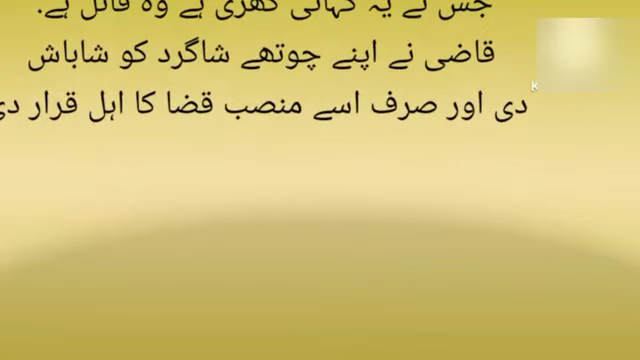 جس نے یہ کہانی گھڑی ہے وہ قاتل ہے.
قاضی نے اپنے چوتھے شاگرد کو شاباش
دی اور صرف اسے منصب قضا کا اہل قرار دی
K